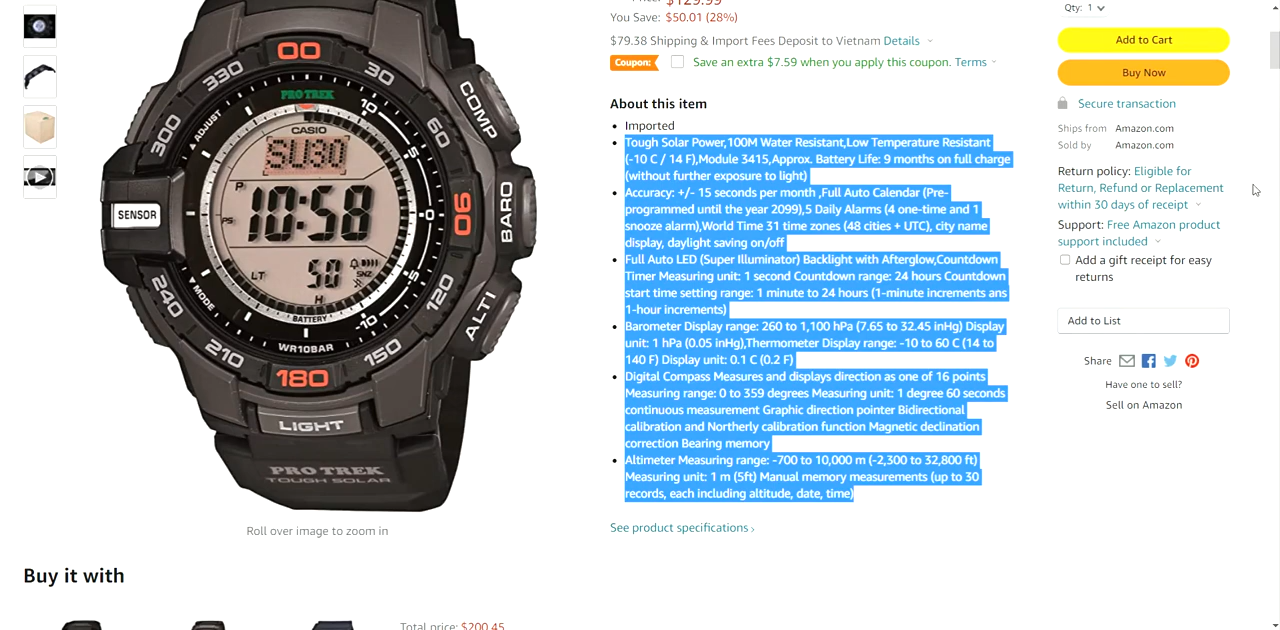 Price: $129.99
You Save: $50.01 (28%)
$79.38 Shipping & Import Fees Deposit to Vietnam Details
Coupon: Save an extra $7.59 when you apply this coupon. Terms
About this item
Imported
Tough Solar Power,100M Water Resistant,Low Temperature Resistant
(-10 C / 14 F),Module 3415,Approx. Battery Life: 9 months on full charge
(without further exposure to light)
Accuracy: +/- 15 seconds per month ,Full Auto Calendar (Pre-
programmed until the year 2099),5 Daily Alarms (4 one-time and 1
snooze alarm),World Time 31 time zones (48 cities + UTC), city name
display, daylight saving on/off
Full Auto LED (Super Illuminator) Backlight with Afterglow,Countdown
Timer Measuring unit: 1 second Countdown range: 24 hours Countdown
start time setting range: 1 minute to 24 hours (1-minute increments ans
1-hour increments)
Barometer Display range: 260 to 1,100 hPa (7.65 to 32.45 inHg) Display
unit: 1 hPa (0.05 inHg),Thermometer Display range: -10 to 60 C (14 to
140 F) Display unit: 0.1 C (0.2 F)
Digital Compass Measures and displays direction as one of 16 points
Measuring range: 0 to 359 degrees Measuring unit: 1 degree 60 seconds
continuous measurement Graphic direction pointer Bidirectional
calibration and Northerly calibration function Magnetic declination
correction Bearing memory
Altimeter Measuring range: -700 to 10,000 m (-2,300 to 32,800 ft)
Measuring unit: 1 m (5ft) Manual memory measurements (up to 30
records, each including altitude, date, time)
See product specifications ›
Qty: 1
Add to Cart
Buy Now
Secure transaction
Ships from Amazon.com
Sold by Amazon.com
Return policy: Eligible for
Return, Refund or Replacement
within 30 days of receipt
Support: Free Amazon product
support included
Add a gift receipt for easy
returns
Add to List
Share
Have one to sell?
Sell on Amazon
00
30
60
06
120
150
180
210
240
300
330
COMP
BARO
ALTI
ADJUST
SENSOR
MODE
PRO TREK
CASIO
SU30
P
10:58
PS
LT
50
SNZ
H
BATTERY
10
5
0
-5
-10
WR10BAR
LIGHT
PRO TREK
TOUGH SOLAR
Roll over image to zoom in
Buy it with
Total price: $200.45